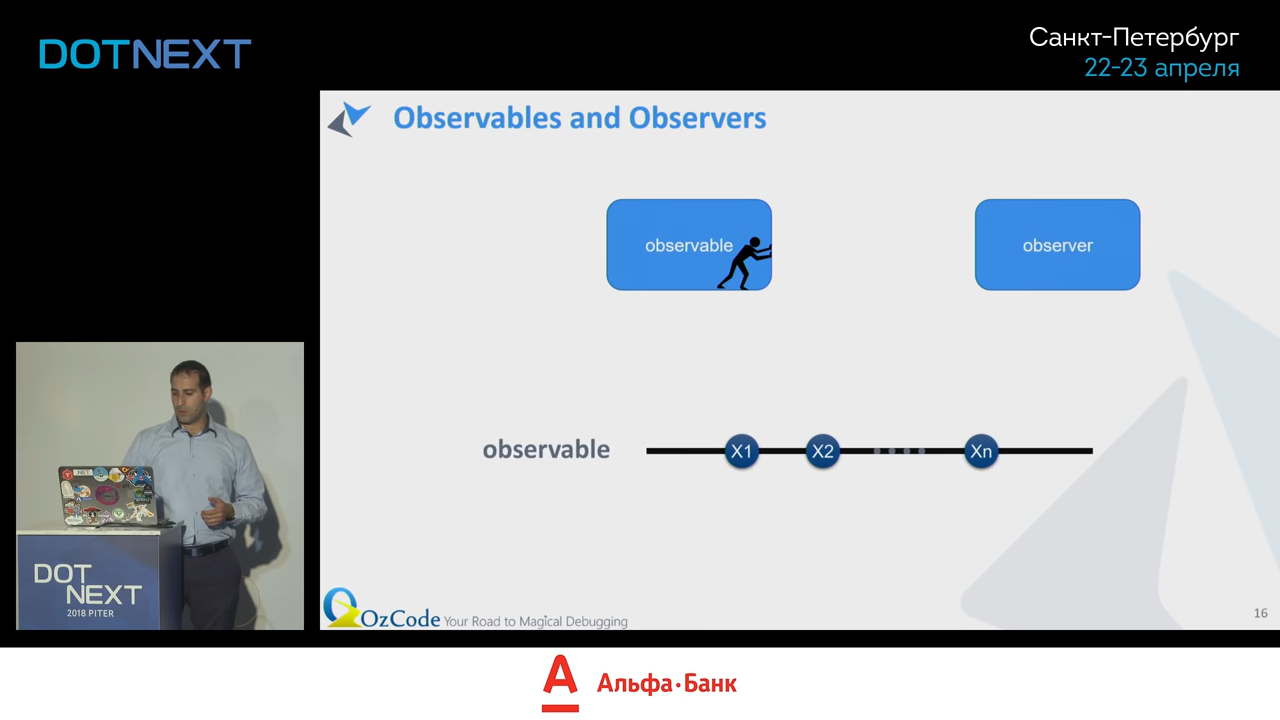 DOTNEXT
Санкт-Петербург
22-23 апреля
Observables and Observers
observable
observer
observable
X1
X2
Xn
OzCode Your Road to Magical Debugging
16
.NET
DOT
NEXT
2018 PITER
Альфа·Банк